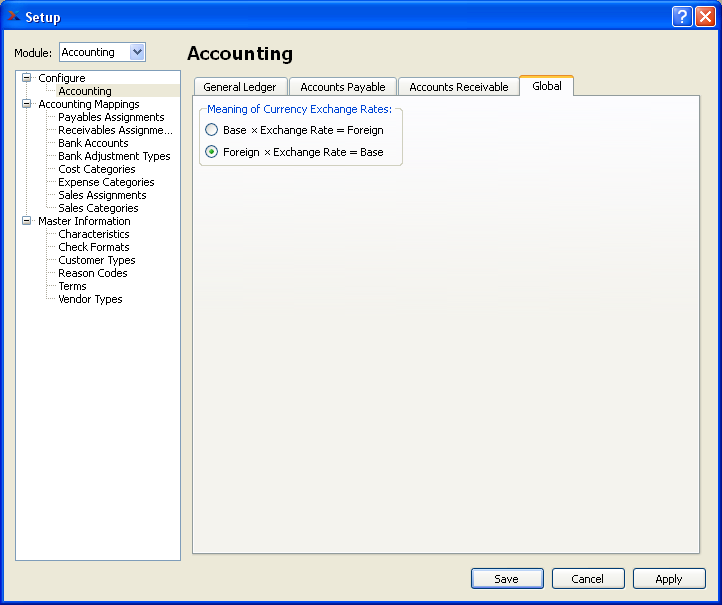 Setup
Module: Accounting
Accounting
Configure
Accounting
Accounting Mappings
Payables Assignments
Receivables Assignme...
Bank Accounts
Bank Adjustment Types
Cost Categories
Expense Categories
Sales Assignments
Sales Categories
Master Information
Characteristics
Check Formats
Customer Types
Reason Codes
Terms
Vendor Types
General Ledger Accounts Payable Accounts Receivable Global
Meaning of Currency Exchange Rates:
Base × Exchange Rate = Foreign
Foreign × Exchange Rate = Base
Save Cancel Apply